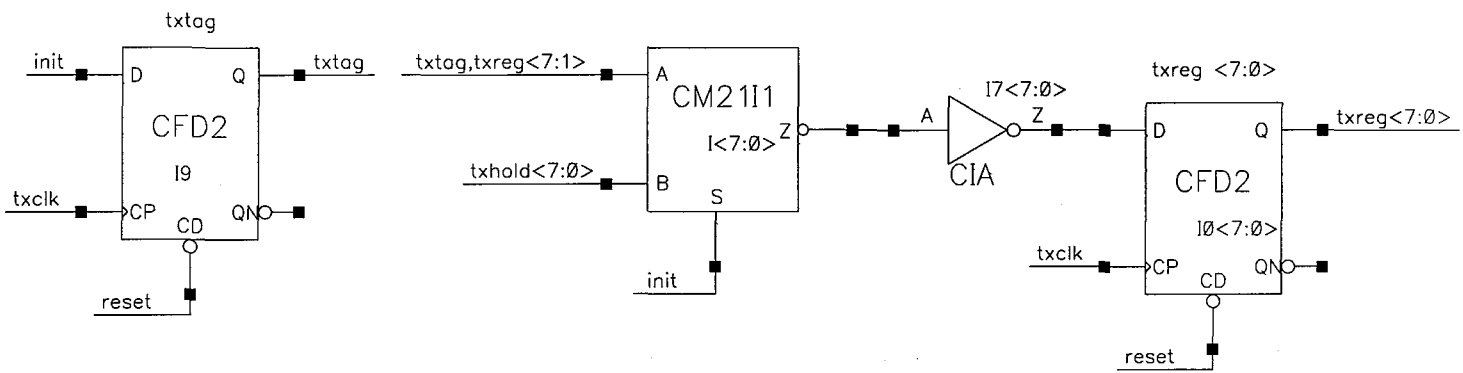 txtag
init
D
Q
txtag
CFD2
I9
txclk
CP
QN
CD
reset
txtag,txreg<7:1>
A
CM21I1
Z
I<7:0>
txhold<7:0>
B
S
init
I7<7:0>
A
Z
CIA
txreg <7:0>
D
Q
txreg<7:0>
CFD2
I0<7:0>
txclk
CP
QN
CD
reset